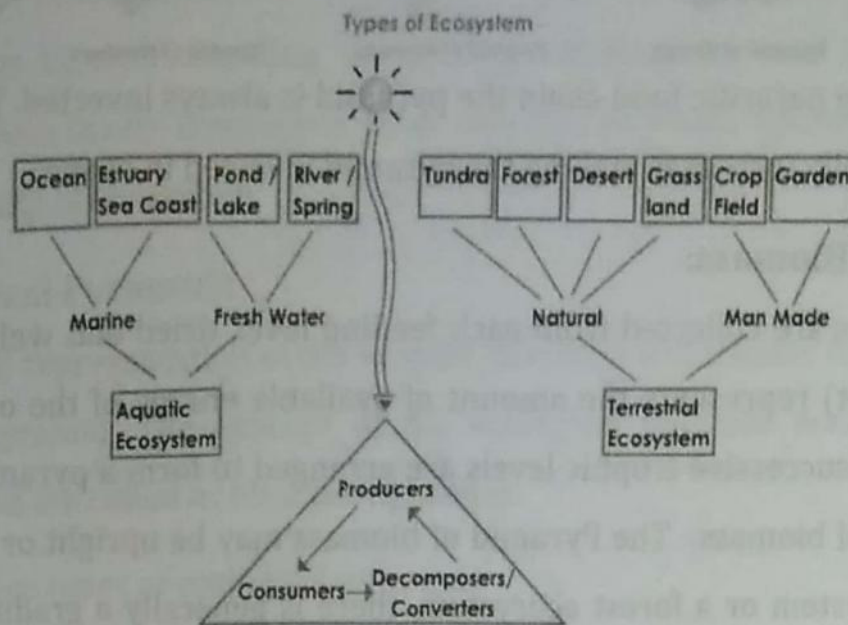 Types of Ecosystem
Ocean
Estuary
Sea Coast
Pond /
Lake
River /
Spring
Tundra
Forest
Desert
Grass
land
Crop
Field
Garden
Marine
Fresh Water
Natural
Man Made
Aquatic
Ecosystem
Terrestrial
Ecosystem
Producers
Consumers
Decomposers/
Converters